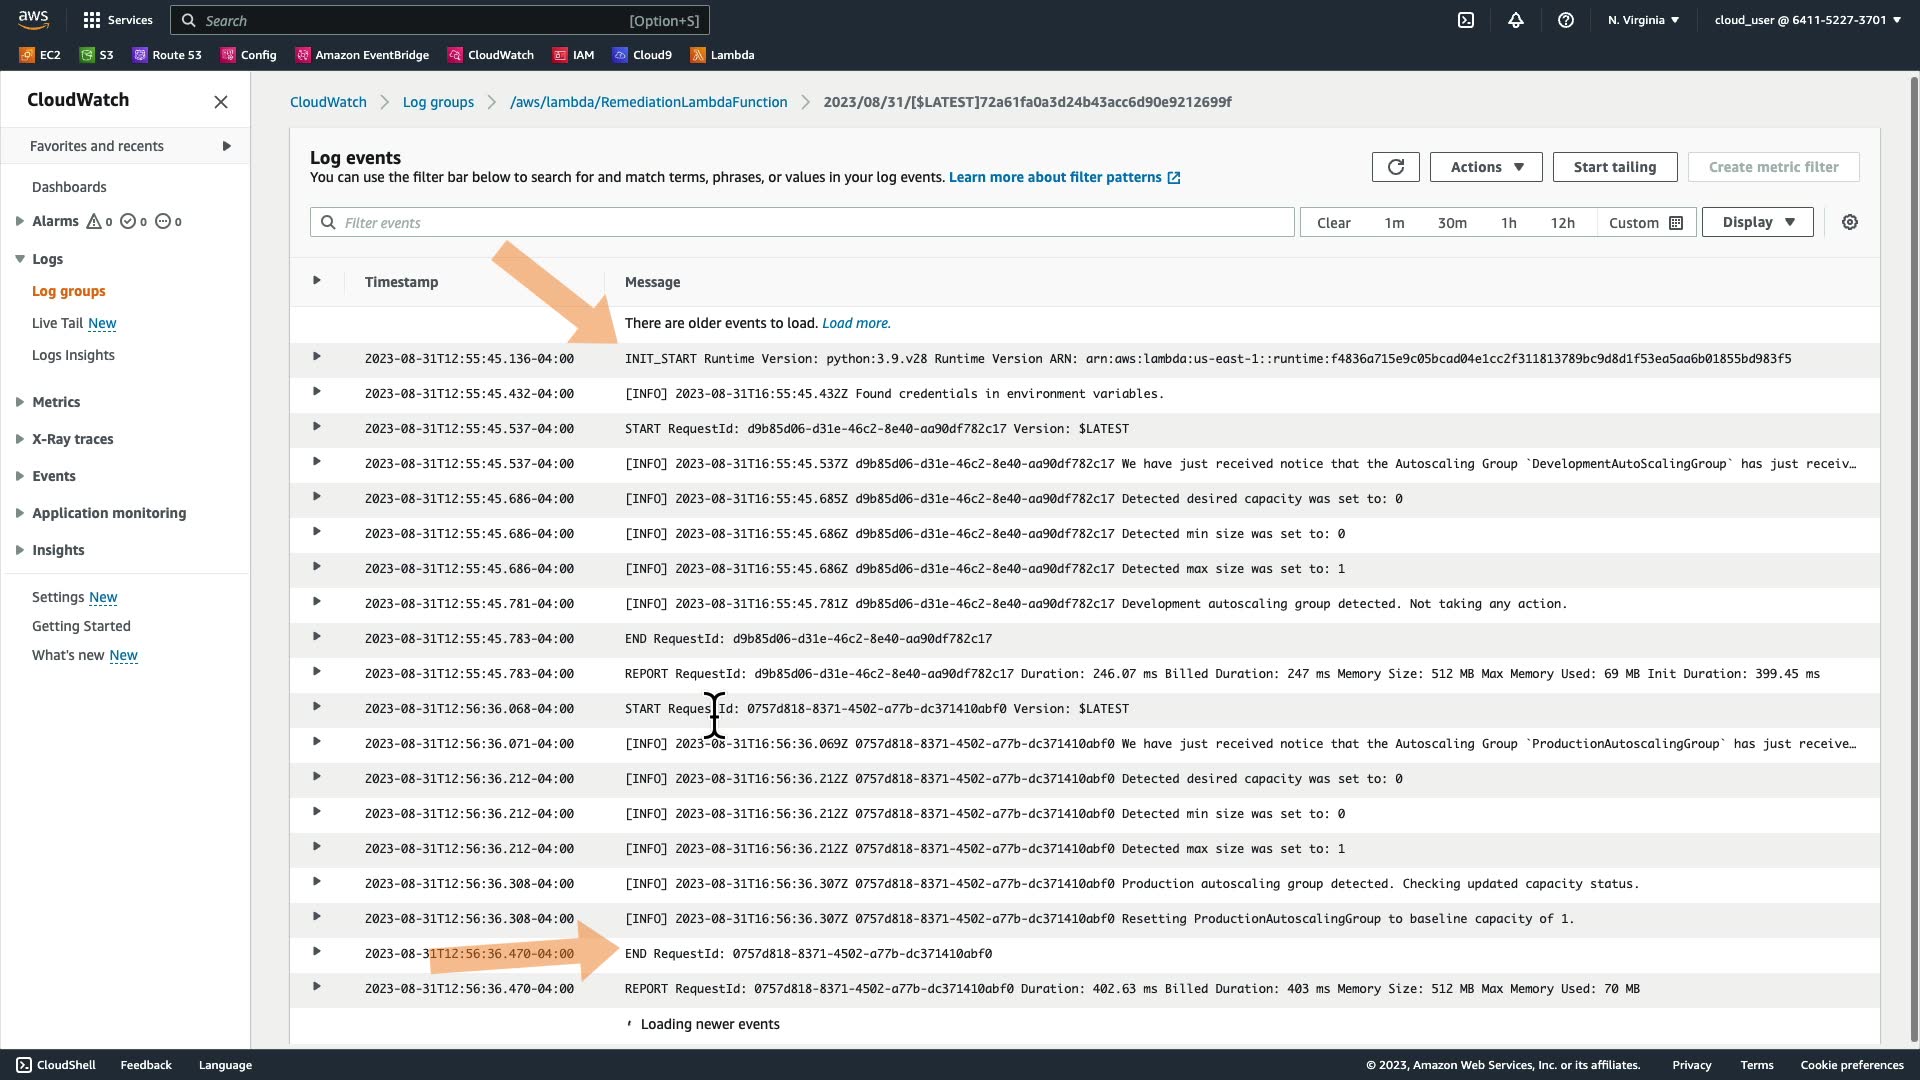 aws Services Search [Option+S] N. Virginia cloud_user @ 6411-5227-3701
EC2 S3 Route 53 Config Amazon EventBridge CloudWatch IAM Cloud9 Lambda
CloudWatch
Favorites and recents
Dashboards
Alarms 0 0 0
Logs
Log groups
Live Tail New
Logs Insights
Metrics
X-Ray traces
Events
Application monitoring
Insights
Settings New
Getting Started
What's new New
CloudWatch Log groups /aws/lambda/RemediationLambdaFunction 2023/08/31/[$LATEST]72a61fa0a3d24b43acc6d90e9212699f
Log events
You can use the filter bar below to search for and match terms, phrases, or values in your log events. Learn more about filter patterns
Actions Start tailing Create metric filter
Filter events Clear 1m 30m 1h 12h Custom Display
Timestamp Message
There are older events to load. Load more.
2023-08-31T12:55:45.136-04:00 INIT_START Runtime Version: python:3.9.v28 Runtime Version ARN: arn:aws:lambda:us-east-1::runtime:f4836a715e9c05bcad04e1cc2f311813789bc9d8d1f53ea5aa6b01855bd983f5
2023-08-31T12:55:45.432-04:00 [INFO] 2023-08-31T16:55:45.432Z Found credentials in environment variables.
2023-08-31T12:55:45.537-04:00 START RequestId: d9b85d06-d31e-46c2-8e40-aa90df782c17 Version: $LATEST
2023-08-31T12:55:45.537-04:00 [INFO] 2023-08-31T16:55:45.537Z d9b85d06-d31e-46c2-8e40-aa90df782c17 We have just received notice that the Autoscaling Group `DevelopmentAutoScalingGroup` has just receiv…
2023-08-31T12:55:45.686-04:00 [INFO] 2023-08-31T16:55:45.685Z d9b85d06-d31e-46c2-8e40-aa90df782c17 Detected desired capacity was set to: 0
2023-08-31T12:55:45.686-04:00 [INFO] 2023-08-31T16:55:45.686Z d9b85d06-d31e-46c2-8e40-aa90df782c17 Detected min size was set to: 0
2023-08-31T12:55:45.686-04:00 [INFO] 2023-08-31T16:55:45.686Z d9b85d06-d31e-46c2-8e40-aa90df782c17 Detected max size was set to: 1
2023-08-31T12:55:45.781-04:00 [INFO] 2023-08-31T16:55:45.781Z d9b85d06-d31e-46c2-8e40-aa90df782c17 Development autoscaling group detected. Not taking any action.
2023-08-31T12:55:45.783-04:00 END RequestId: d9b85d06-d31e-46c2-8e40-aa90df782c17
2023-08-31T12:55:45.783-04:00 REPORT RequestId: d9b85d06-d31e-46c2-8e40-aa90df782c17 Duration: 246.07 ms Billed Duration: 247 ms Memory Size: 512 MB Max Memory Used: 69 MB Init Duration: 399.45 ms
2023-08-31T12:56:36.068-04:00 START RequestId: 0757d818-8371-4502-a77b-dc371410abf0 Version: $LATEST
2023-08-31T12:56:36.071-04:00 [INFO] 2023-08-31T16:56:36.069Z 0757d818-8371-4502-a77b-dc371410abf0 We have just received notice that the Autoscaling Group `ProductionAutoscalingGroup` has just receive…
2023-08-31T12:56:36.212-04:00 [INFO] 2023-08-31T16:56:36.212Z 0757d818-8371-4502-a77b-dc371410abf0 Detected desired capacity was set to: 0
2023-08-31T12:56:36.212-04:00 [INFO] 2023-08-31T16:56:36.212Z 0757d818-8371-4502-a77b-dc371410abf0 Detected min size was set to: 0
2023-08-31T12:56:36.212-04:00 [INFO] 2023-08-31T16:56:36.212Z 0757d818-8371-4502-a77b-dc371410abf0 Detected max size was set to: 1
2023-08-31T12:56:36.308-04:00 [INFO] 2023-08-31T16:56:36.307Z 0757d818-8371-4502-a77b-dc371410abf0 Production autoscaling group detected. Checking updated capacity status.
2023-08-31T12:56:36.308-04:00 [INFO] 2023-08-31T16:56:36.307Z 0757d818-8371-4502-a77b-dc371410abf0 Resetting ProductionAutoscalingGroup to baseline capacity of 1.
2023-08-31T12:56:36.470-04:00 END RequestId: 0757d818-8371-4502-a77b-dc371410abf0
2023-08-31T12:56:36.470-04:00 REPORT RequestId: 0757d818-8371-4502-a77b-dc371410abf0 Duration: 402.63 ms Billed Duration: 403 ms Memory Size: 512 MB Max Memory Used: 70 MB
Loading newer events
CloudShell Feedback Language © 2023, Amazon Web Services, Inc. or its affiliates. Privacy Terms Cookie preferences